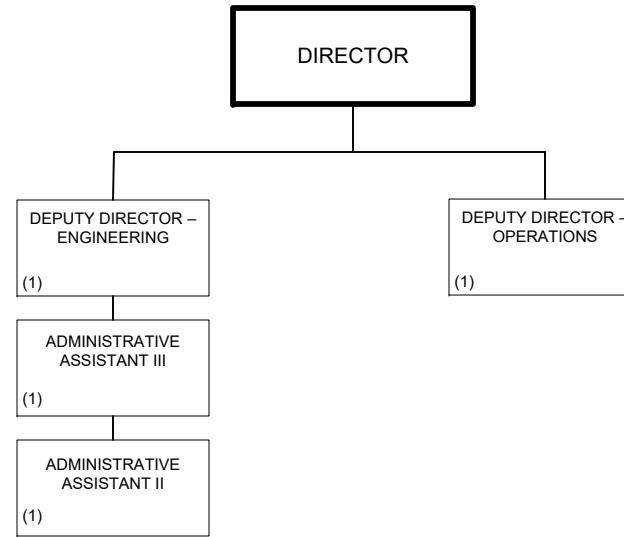 DIRECTOR
DEPUTY DIRECTOR –
ENGINEERING
(1)
DEPUTY DIRECTOR –
OPERATIONS
(1)
ADMINISTRATIVE
ASSISTANT III
(1)
ADMINISTRATIVE
ASSISTANT II
(1)